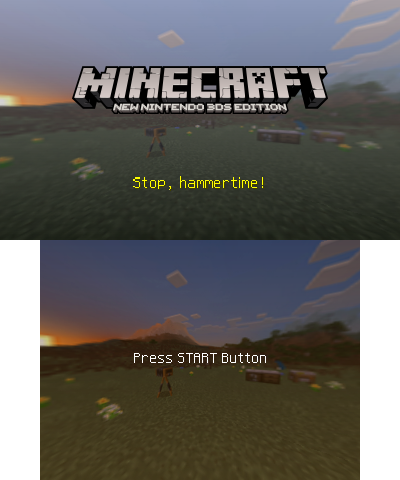 MINECRAFT
NEW NINTENDO 3DS EDITION
Stop, hammertime!
Press START Button